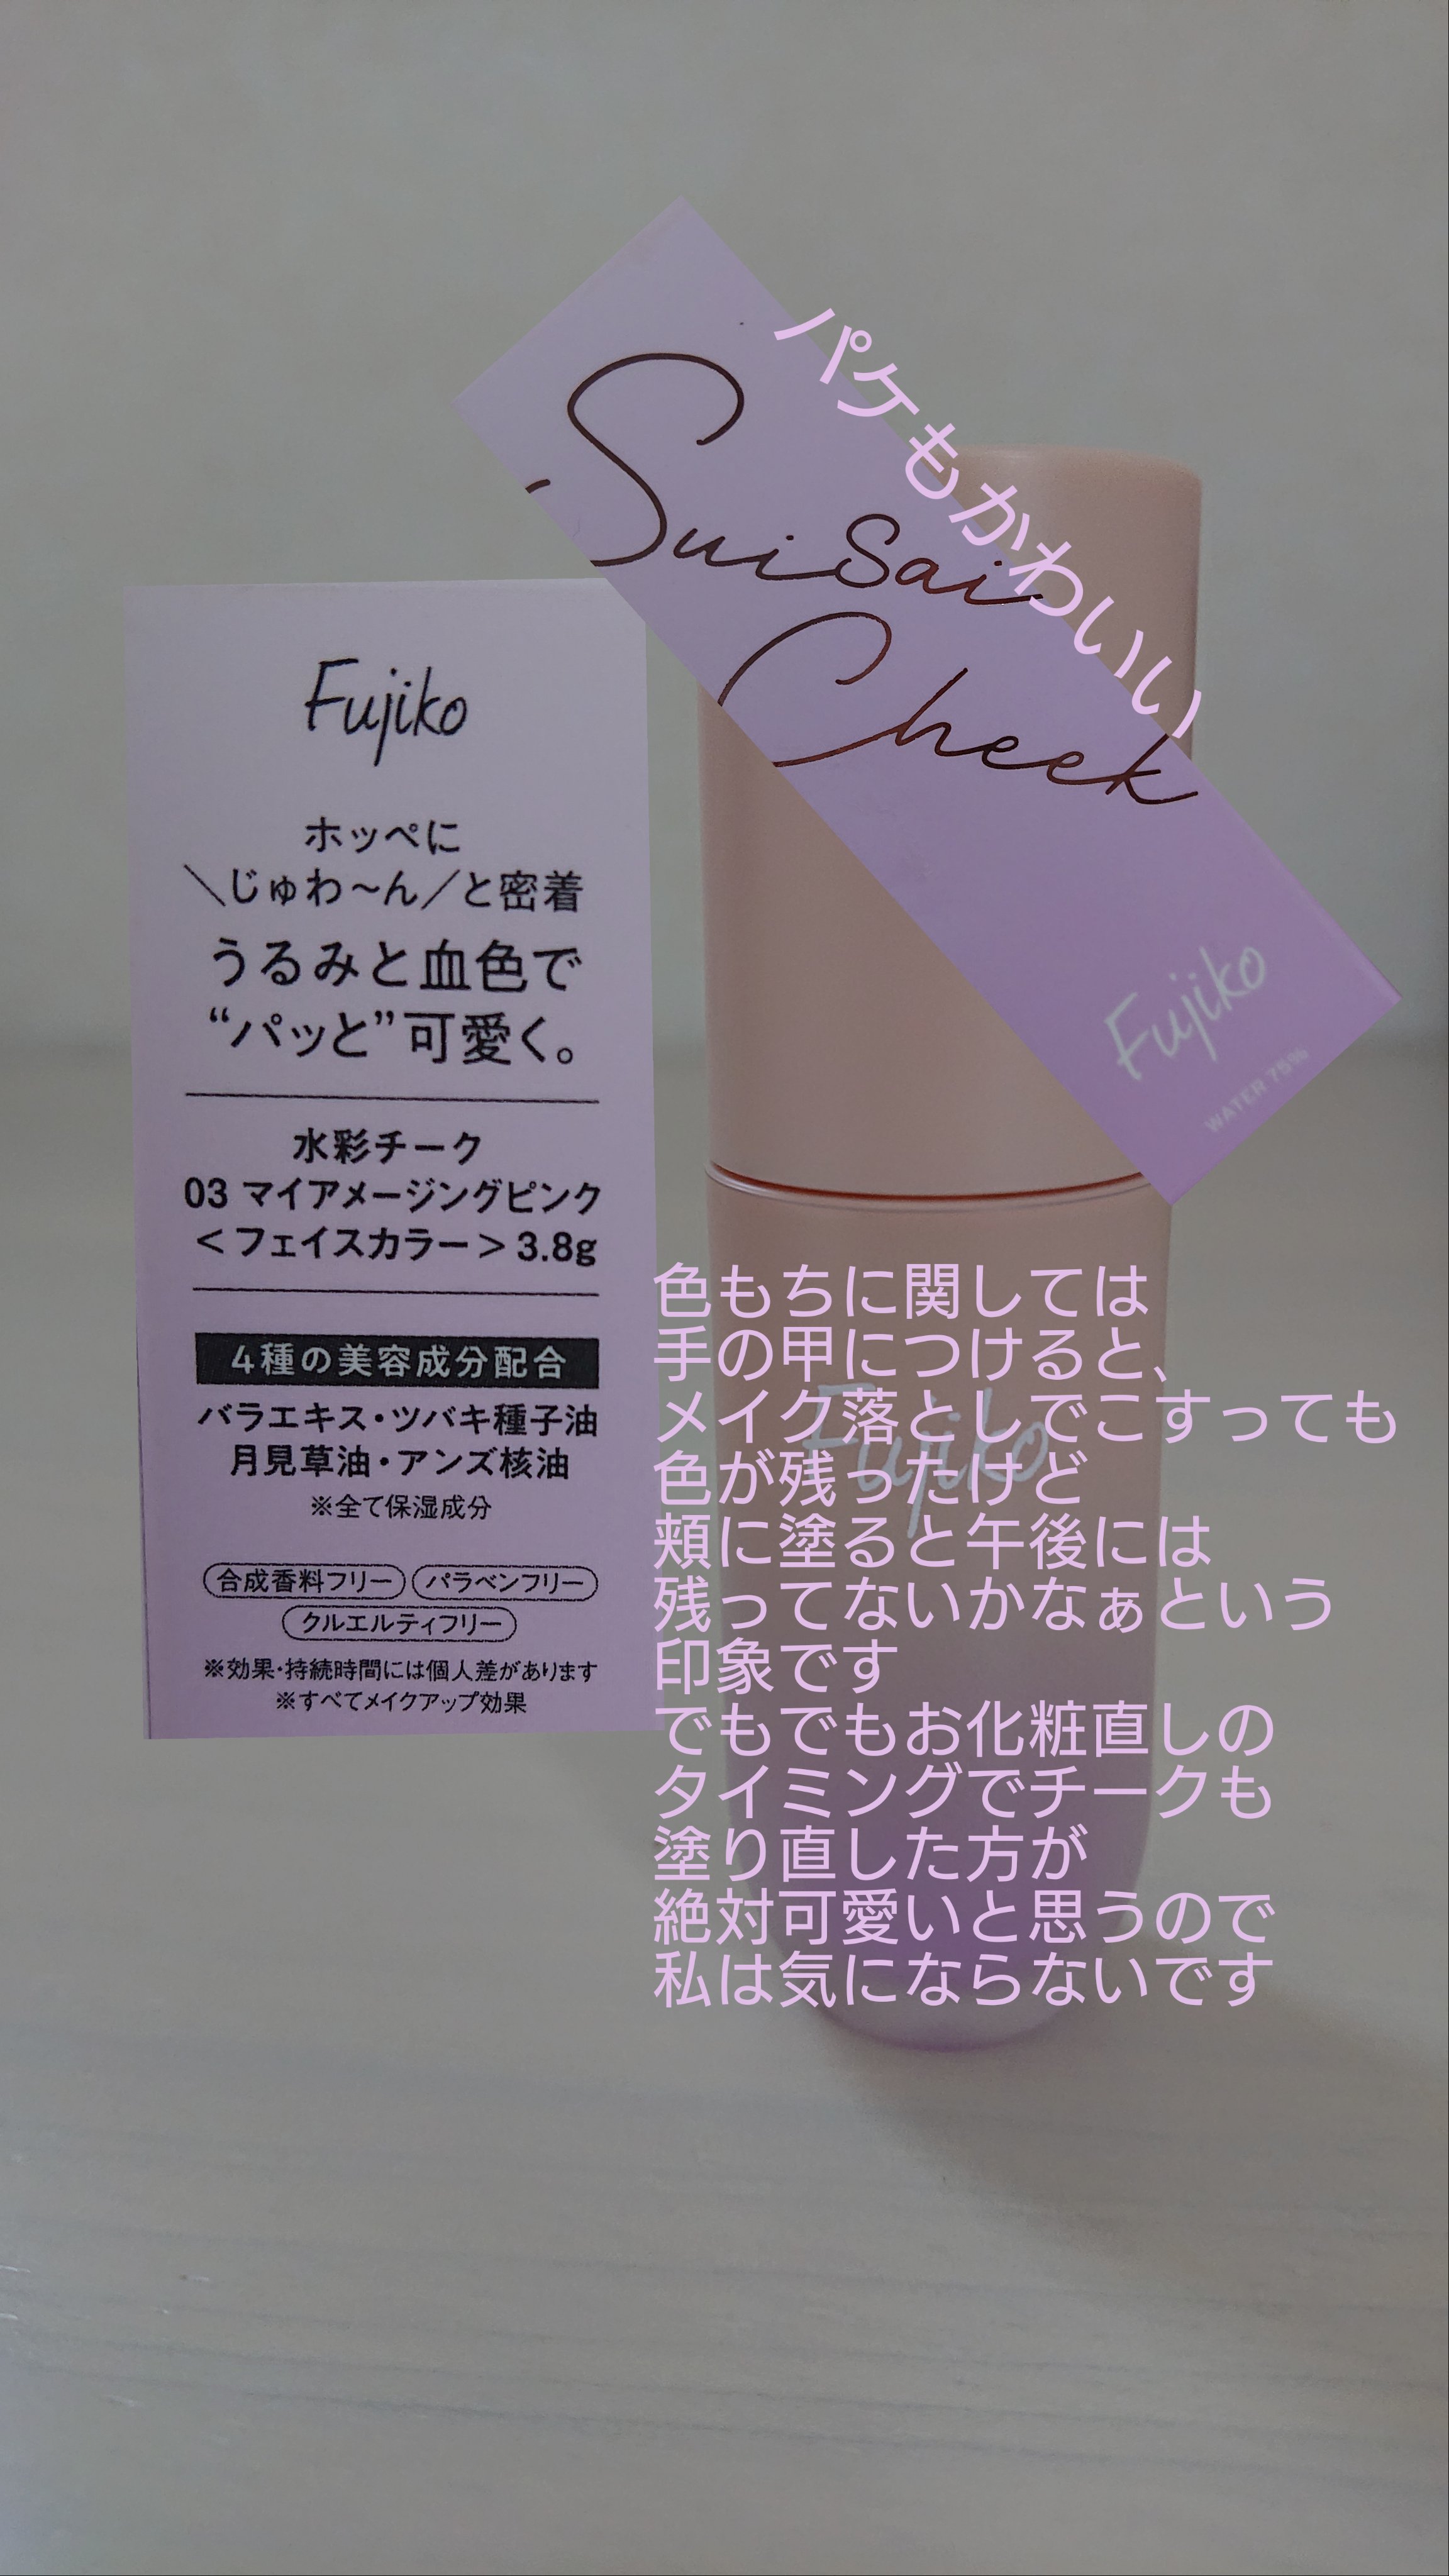 パケもかわいい
Suisai
Cheek
Fujiko
WATER 75%
Fujiko
ホッペに
＼じゅわ〜ん／と密着
うるみと血色で
“パッと”可愛く。
水彩チーク
03 マイアメージングピンク
＜フェイスカラー＞3.8g
4種の美容成分配合
バラエキス・ツバキ種子油
月見草油・アンズ核油
※全て保湿成分
合成香料フリー パラベンフリー
クルエルティフリー
※効果・持続時間には個人差があります
※すべてメイクアップ効果
Fujiko
色もちに関しては
手の甲につけると、
メイク落としでこすっても
色が残ったけど
頬に塗ると午後には
残ってないかなぁという
印象です
でもでもお化粧直しの
タイミングでチークも
塗り直した方が
絶対可愛いと思うので
私は気にならないです